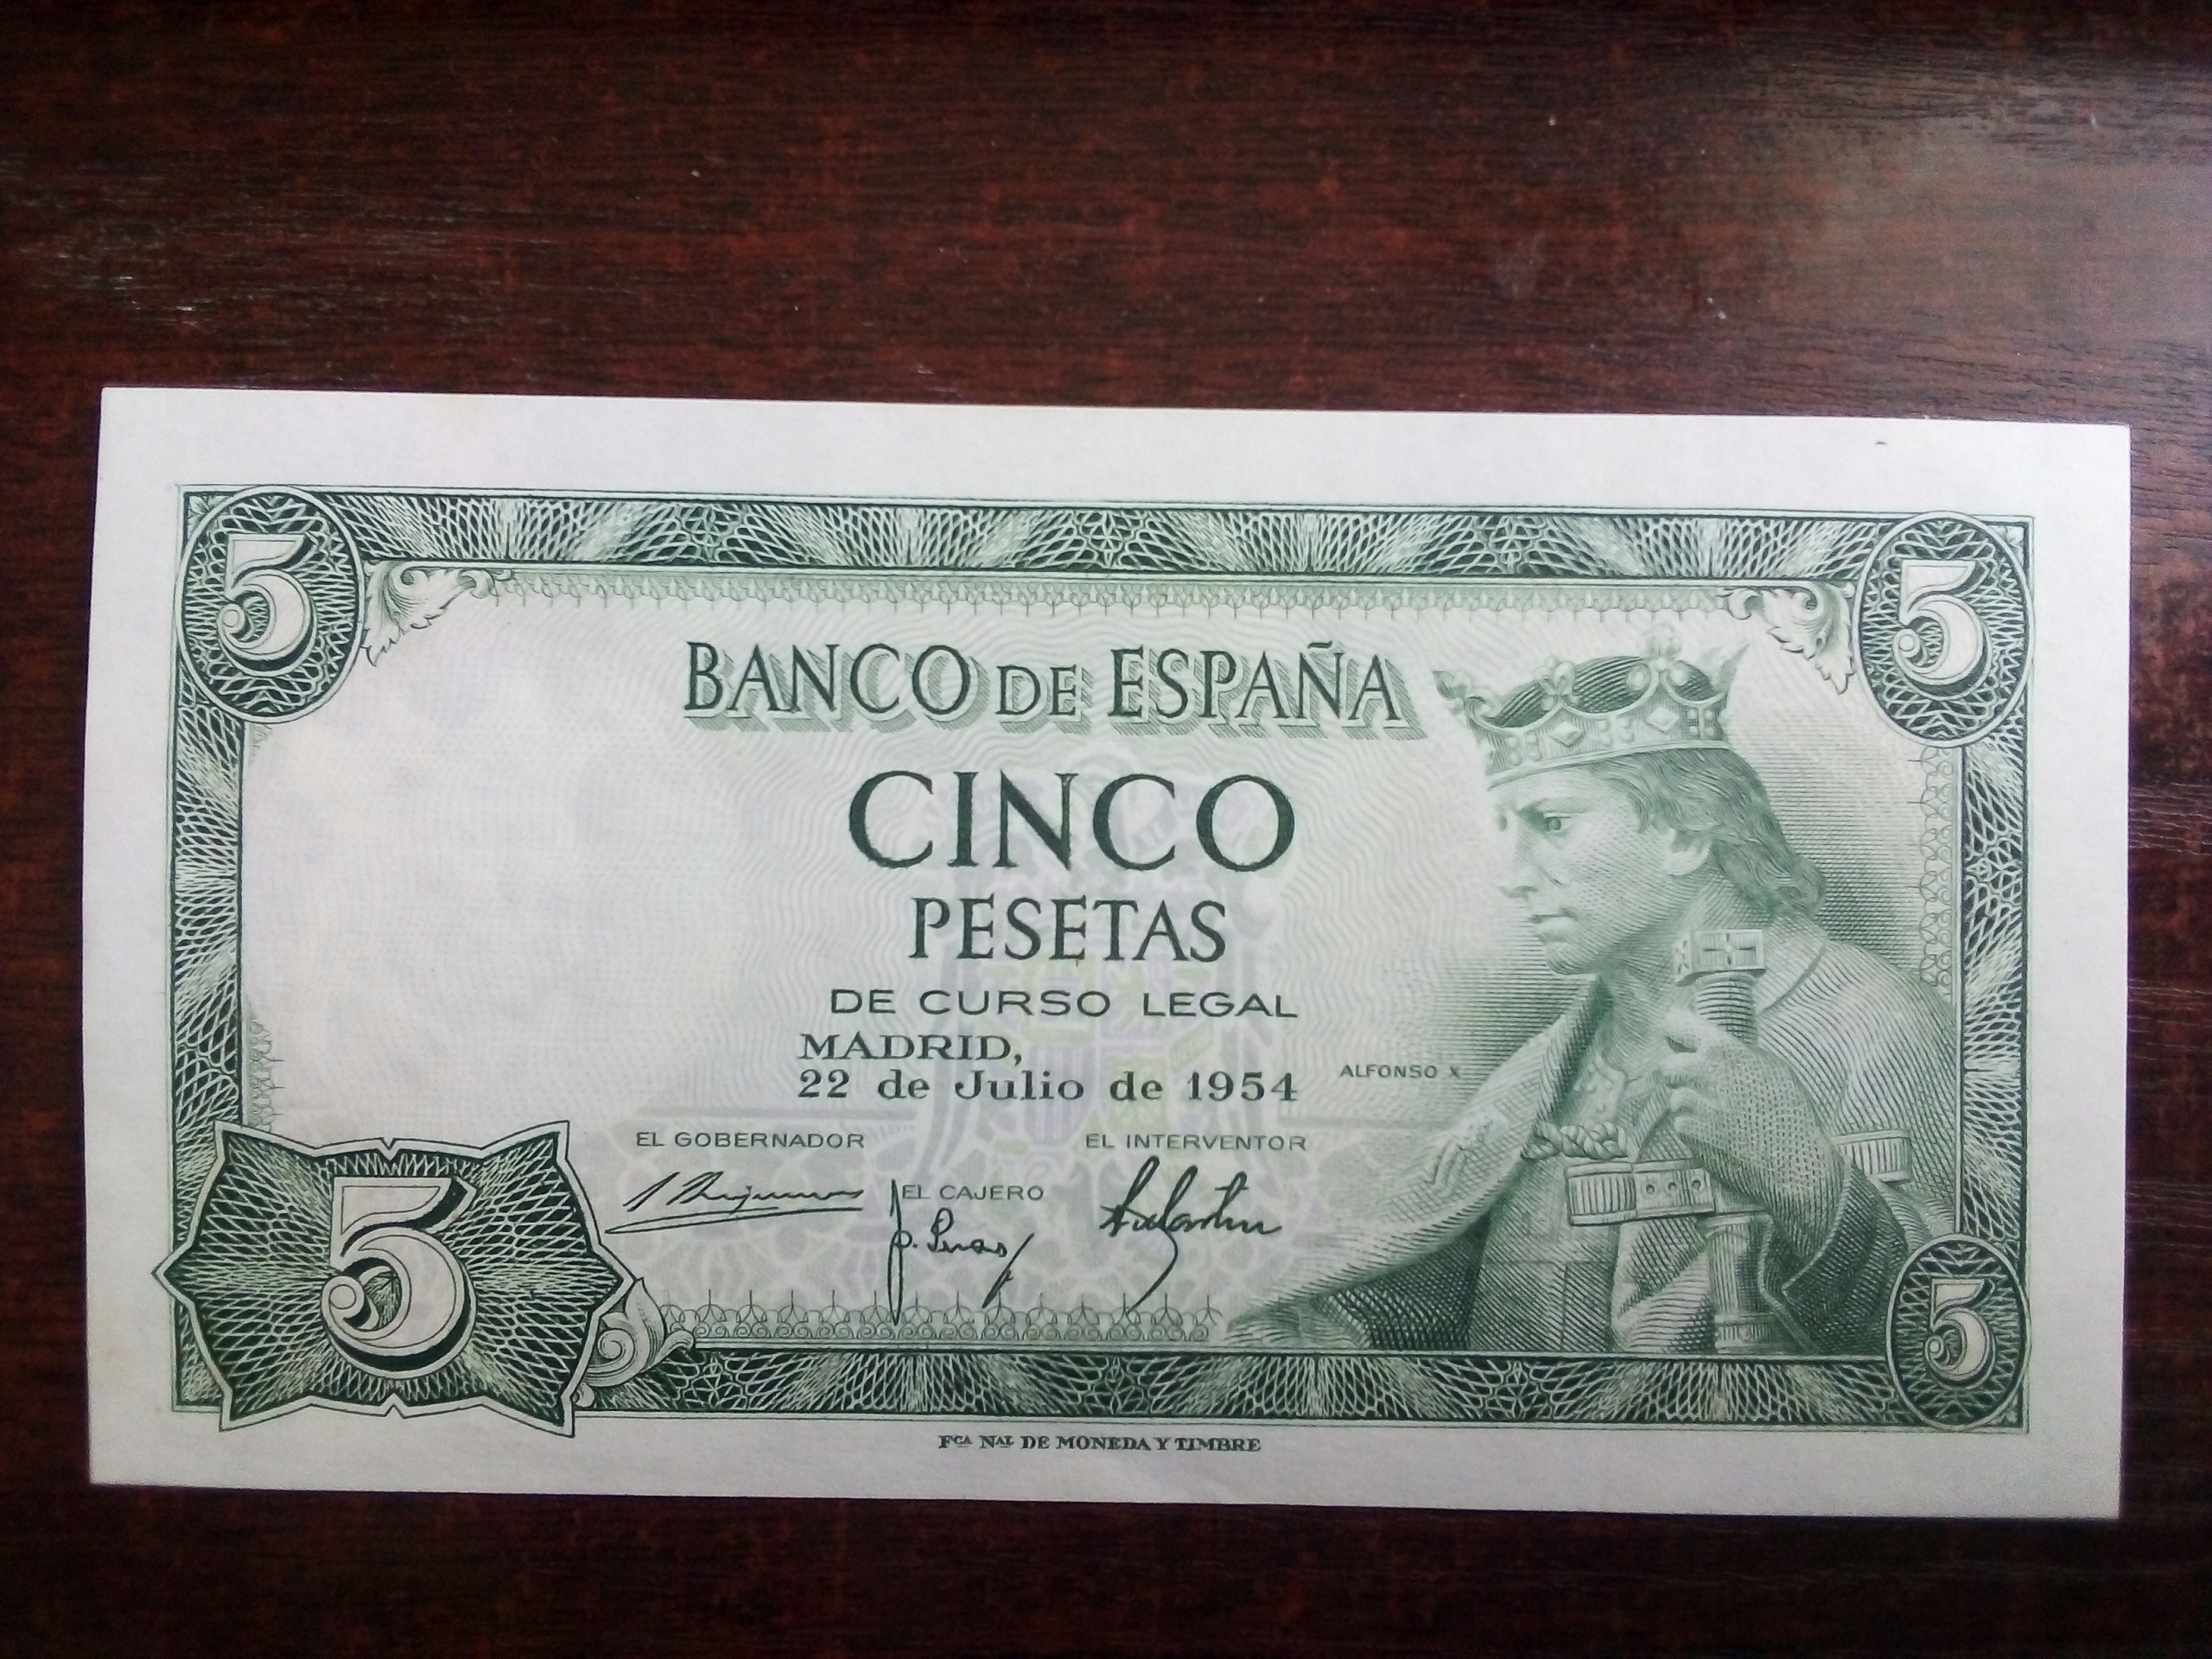 5
5
BANCO DE ESPAÑA
CINCO
PESETAS
DE CURSO LEGAL
MADRID,
22 de Julio de 1954
ALFONSO X
EL GOBERNADOR
EL INTERVENTOR
EL CAJERO
5
5
FCA NAL DE MONEDA Y TIMBRE